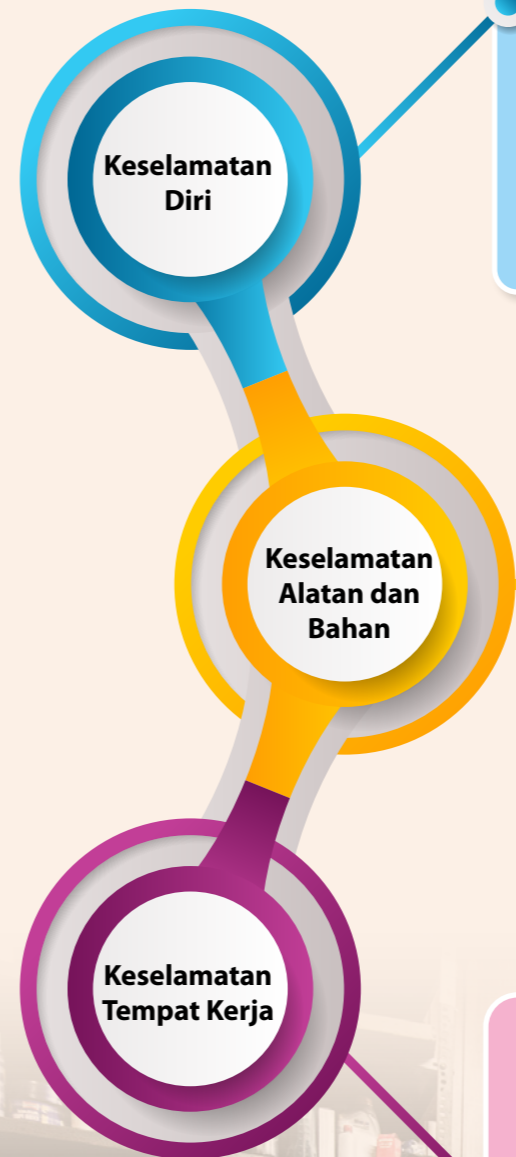 Keselamatan
Diri
Keselamatan
Alatan dan
Bahan
Keselamatan
Tempat Kerja